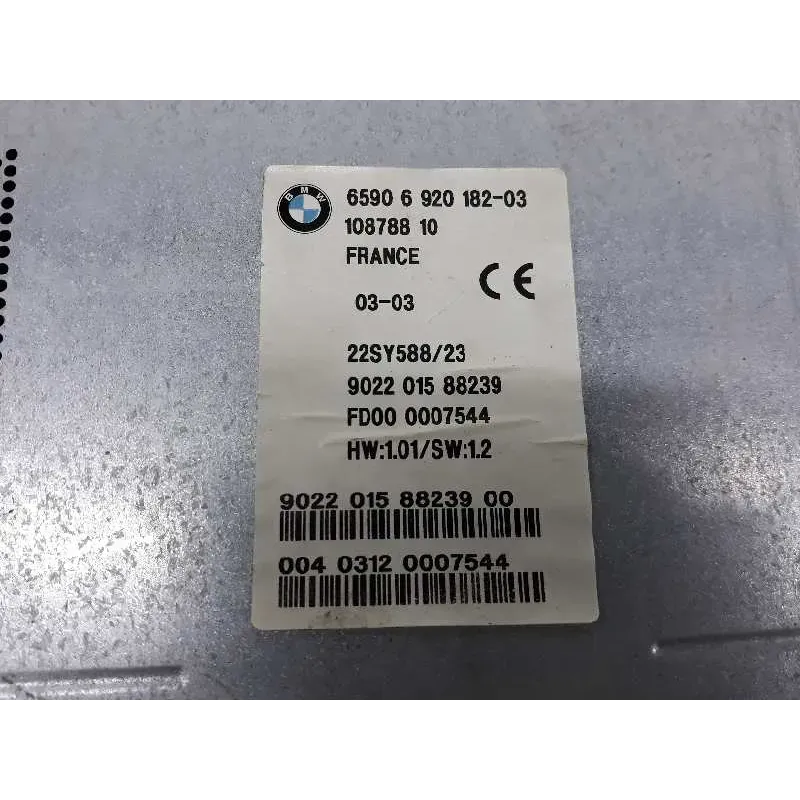 BMW
6590 6 920 182-03
108788 10
FRANCE
CE
03-03
22SY588/23
9022 015 88239
FD00 0007544
HW:1.01/SW:1.2
9022 015 88239 00
004 0312 0007544